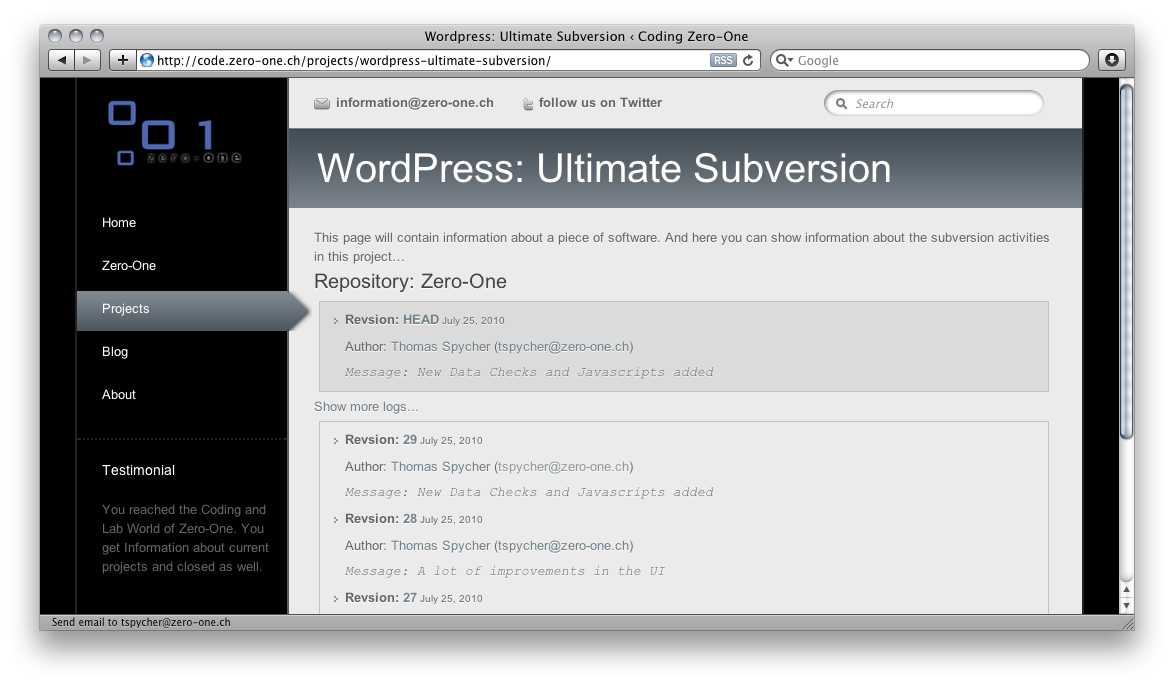 Wordpress: Ultimate Subversion ‹ Coding Zero-One
http://code.zero-one.ch/projects/wordpress-ultimate-subversion/
RSS
Google
01
zero-one
Home
Zero-One
Projects
Blog
About
Testimonial
You reached the Coding and
Lab World of Zero-One. You
get Information about current
projects and closed as well.
information@zero-one.ch
follow us on Twitter
Search
WordPress: Ultimate Subversion
This page will contain information about a piece of software. And here you can show information about the subversion activities
in this project...
Repository: Zero-One
Revsion: HEAD July 25, 2010
Author: Thomas Spycher (tspycher@zero-one.ch)
Message: New Data Checks and Javascripts added
Show more logs...
Revsion: 29 July 25, 2010
Author: Thomas Spycher (tspycher@zero-one.ch)
Message: New Data Checks and Javascripts added
Revsion: 28 July 25, 2010
Author: Thomas Spycher (tspycher@zero-one.ch)
Message: A lot of improvements in the UI
Revsion: 27 July 25, 2010
Send email to tspycher@zero-one.ch